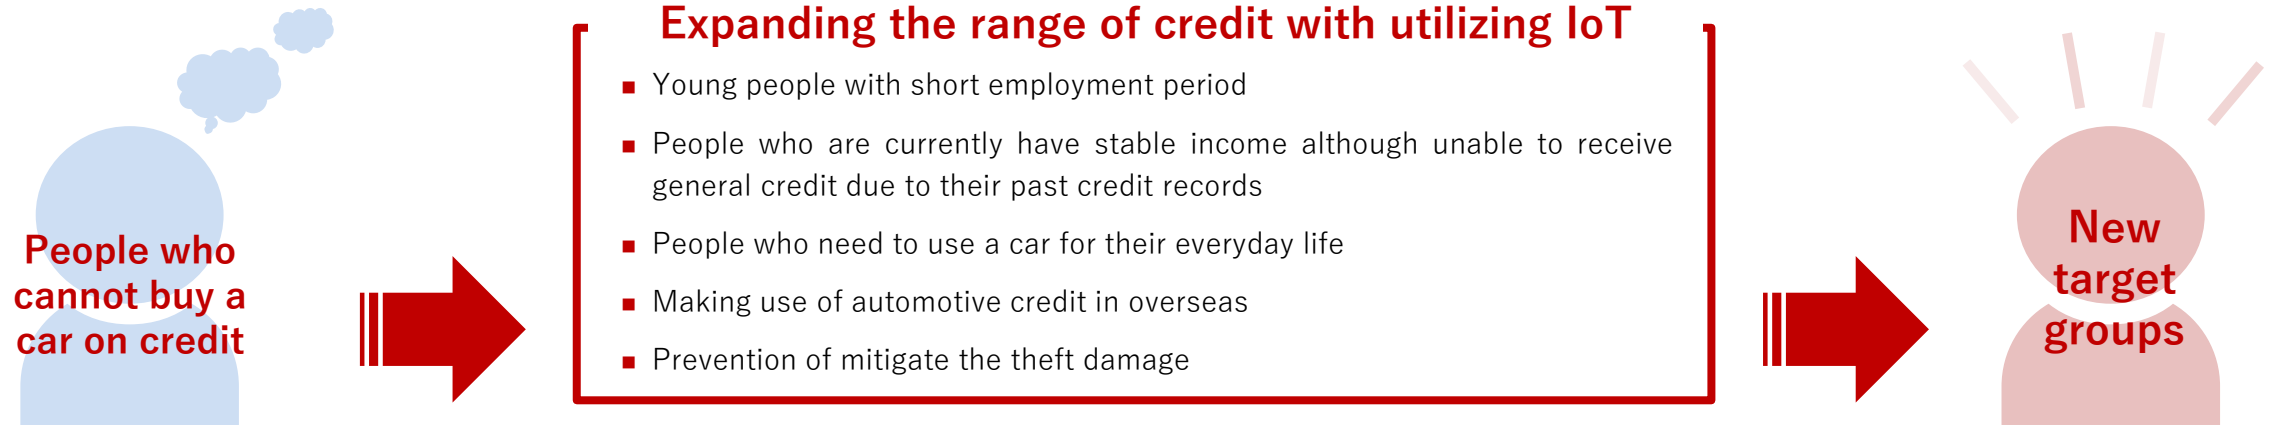 People who
cannot buy a
car on credit
Expanding the range of credit with utilizing IoT
■ Young people with short employment period
■ People who are currently have stable income although unable to receive
general credit due to their past credit records
■ People who need to use a car for their everyday life
■ Making use of automotive credit in overseas
■ Prevention of mitigate the theft damage
New
target
groups